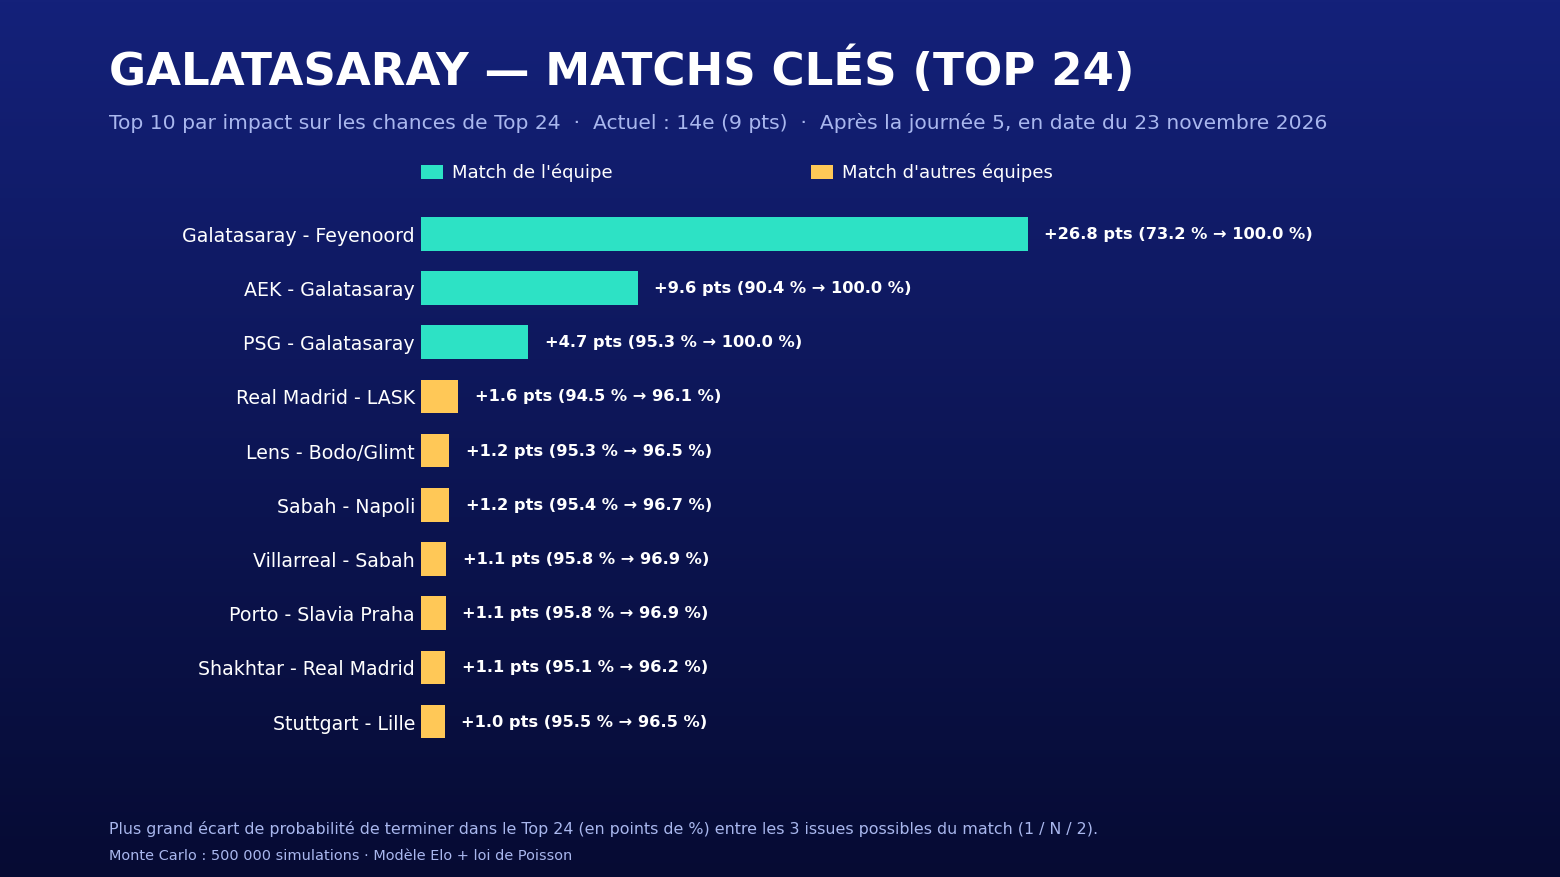 GALATASARAY — MATCHS CLÉS (TOP 24)
Top 10 par impact sur les chances de Top 24 · Actuel : 14e (9 pts) · Après la journée 5, en date du 23 novembre 2026
Match de l'équipe
Match d'autres équipes
Galatasaray - Feyenoord +26.8 pts (73.2 % → 100.0 %)
AEK - Galatasaray +9.6 pts (90.4 % → 100.0 %)
PSG - Galatasaray +4.7 pts (95.3 % → 100.0 %)
Real Madrid - LASK +1.6 pts (94.5 % → 96.1 %)
Lens - Bodo/Glimt +1.2 pts (95.3 % → 96.5 %)
Sabah - Napoli +1.2 pts (95.4 % → 96.7 %)
Villarreal - Sabah +1.1 pts (95.8 % → 96.9 %)
Porto - Slavia Praha +1.1 pts (95.8 % → 96.9 %)
Shakhtar - Real Madrid +1.1 pts (95.1 % → 96.2 %)
Stuttgart - Lille +1.0 pts (95.5 % → 96.5 %)
Plus grand écart de probabilité de terminer dans le Top 24 (en points de %) entre les 3 issues possibles du match (1 / N / 2).
Monte Carlo : 500 000 simulations · Modèle Elo + loi de Poisson